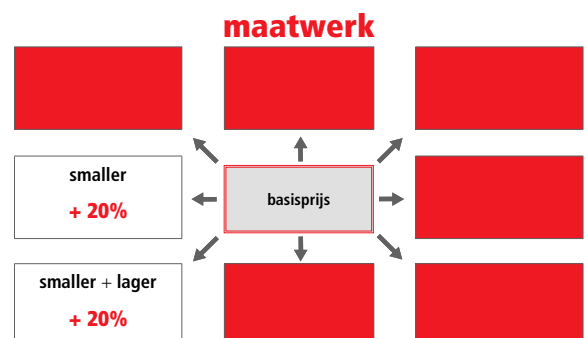 maatwerk
smaller
+ 20%
basisprijs
smaller + lager
+ 20%